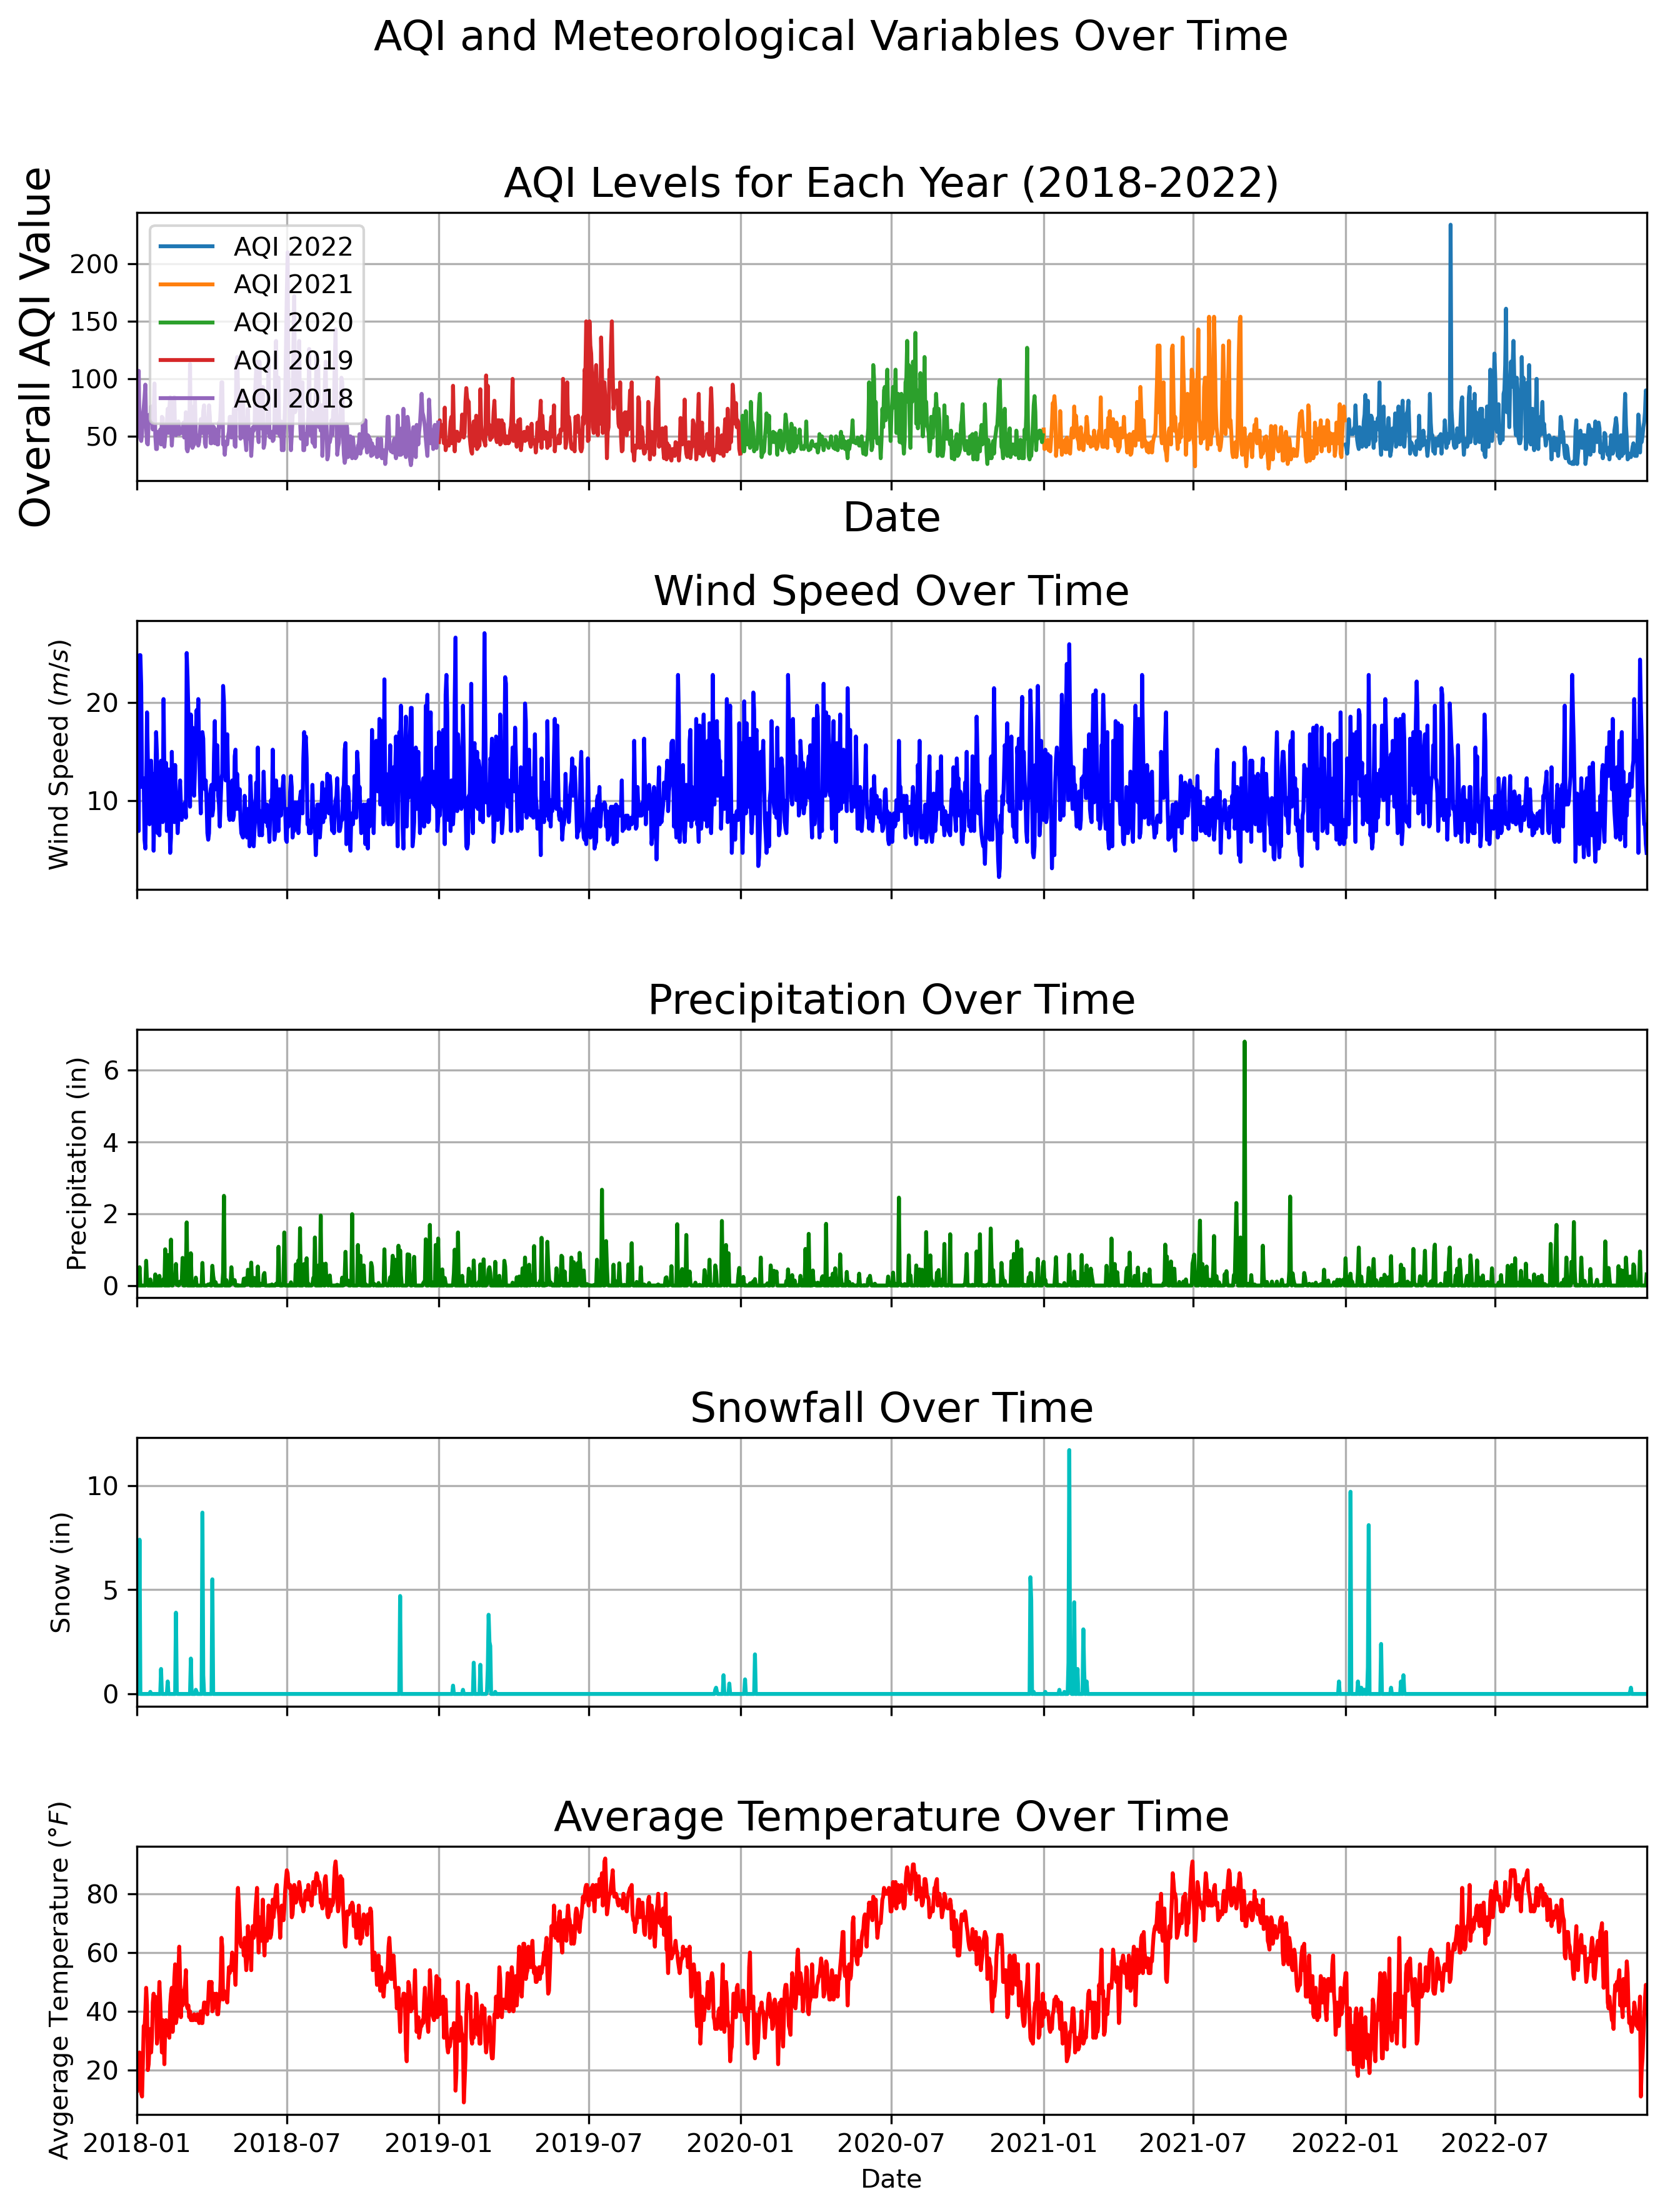 AQI and Meteorological Variables Over Time
AQI Levels for Each Year (2018-2022)
Overall AQI Value
200
150
100
50
AQI 2022
AQI 2021
AQI 2020
AQI 2019
AQI 2018
Date
Wind Speed Over Time
Wind Speed (m/s)
20
10
Precipitation Over Time
Precipitation (in)
6
4
2
0
Snowfall Over Time
Snow (in)
10
5
0
Average Temperature Over Time
Avgerage Temperature (°F)
80
60
40
20
2018-01 2018-07 2019-01 2019-07 2020-01 2020-07 2021-01 2021-07 2022-01 2022-07
Date